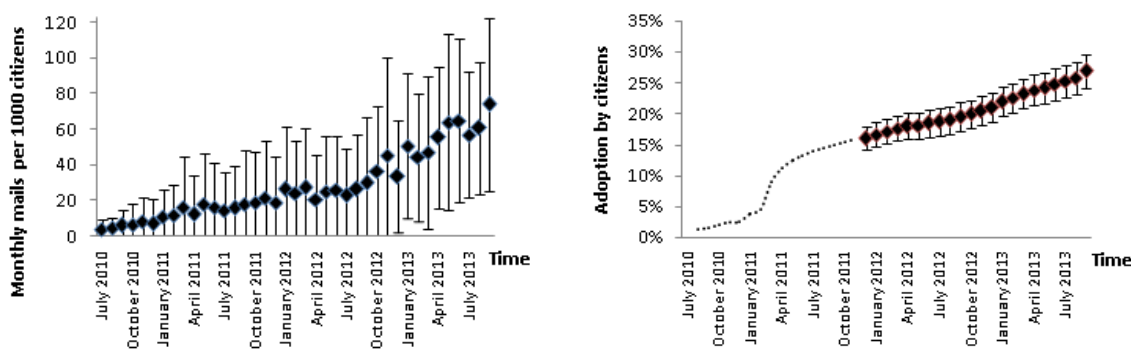 Monthly mails per 1000 citizens
120
100
80
60
40
20
0
July 2010
October 2010
January 2011
April 2011
July 2011
October 2011
January 2012
April 2012
July 2012
October 2012
January 2013
April 2013
July 2013
Time
Adoption by citizens
35%
30%
25%
20%
15%
10%
5%
0%
July 2010
October 2010
January 2011
April 2011
July 2011
October 2011
January 2012
April 2012
July 2012
October 2012
January 2013
April 2013
July 2013
Time